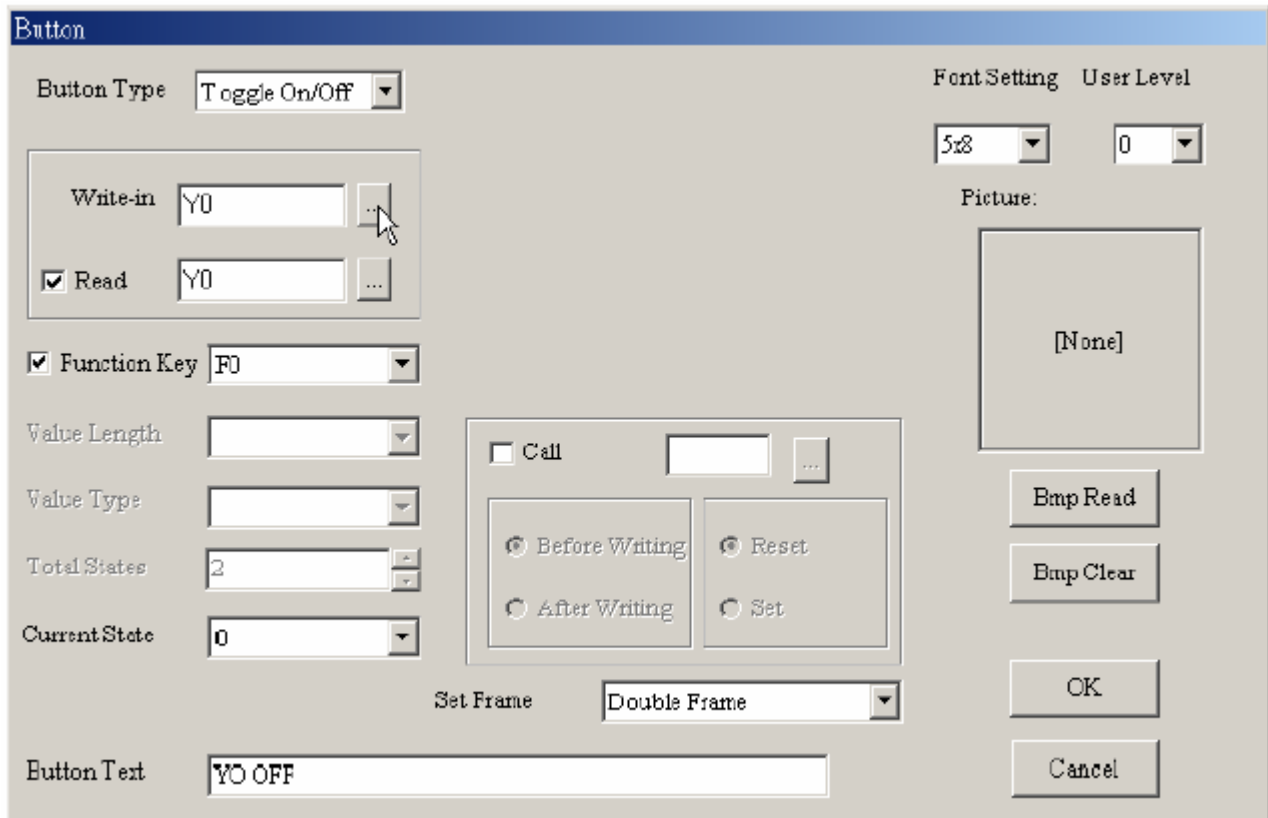 Button
Button Type Toggle On/Off
Font Setting User Level
5x8 0
Write-in Y0 ...
Picture:
Read Y0 ...
[None]
Function Key F0
Value Length
Call ...
Value Type
Bmp Read
Before Writing Reset
Total States 2
Bmp Clear
After Writing Set
Current State 0
Set Frame Double Frame
OK
Button Text YO OFF
Cancel